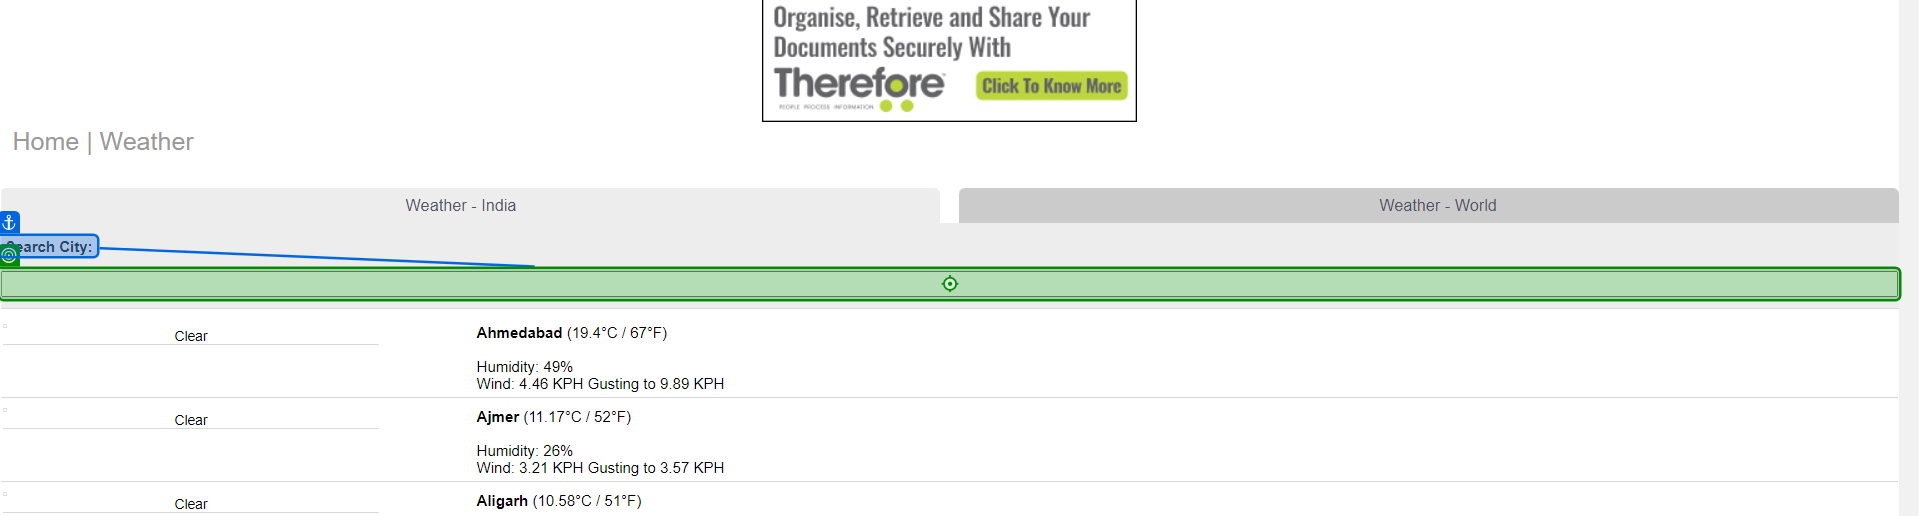 Organise, Retrieve and Share Your
Documents Securely With
Therefore™
PEOPLE PROCESS INFORMATION
Click To Know More
Home | Weather
Weather - India
Weather - World
Search City:
Clear
Ahmedabad (19.4°C / 67°F)
Humidity: 49%
Wind: 4.46 KPH Gusting to 9.89 KPH
Clear
Ajmer (11.17°C / 52°F)
Humidity: 26%
Wind: 3.21 KPH Gusting to 3.57 KPH
Clear
Aligarh (10.58°C / 51°F)